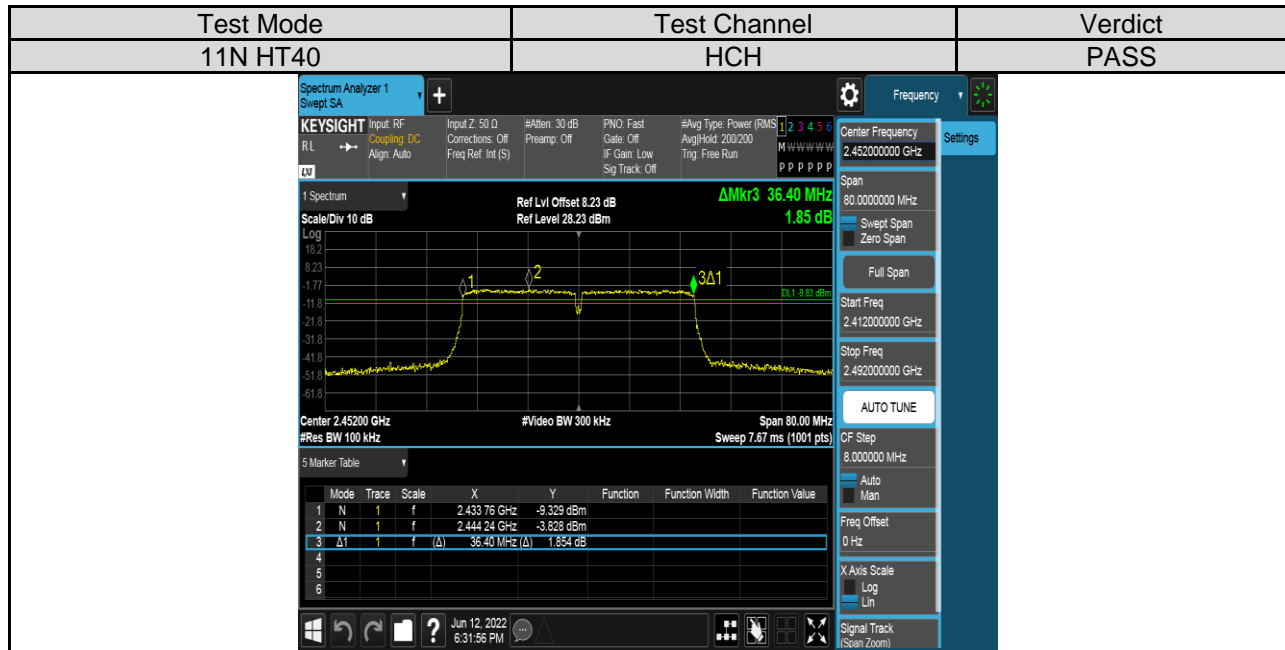 Test Mode Test Channel Verdict
11N HT40 HCH PASS
Spectrum Analyzer 1
Swept SA
+
Frequency
KEYSIGHT Input: RF Input Z: 50 Ω #Atten: 30 dB PNO: Fast #Avg Type: Power (RMS 1 2 3 4 5 6
RL Coupling: DC Corrections: Off Preamp: Off Gate: Off Avg|Hold: 200/200 M W W W W W
Align: Auto Freq Ref: Int (S) IF Gain: Low Trig: Free Run
LXI Sig Track: Off P P P P P P
1 Spectrum
Ref Lvl Offset 8.23 dB ΔMkr3 36.40 MHz
Scale/Div 10 dB Ref Level 28.23 dBm 1.85 dB
Log
18.2
8.23
-1.77
-11.8
-21.8
-31.8
-41.8
-51.8
-61.8
1
2
3Δ1
DL1 -9.83 dBm
Center 2.45200 GHz #Video BW 300 kHz Span 80.00 MHz
#Res BW 100 kHz Sweep 7.67 ms (1001 pts)
5 Marker Table
Mode Trace Scale X Y Function Function Width Function Value
1 N 1 f 2.433 76 GHz -9.329 dBm
2 N 1 f 2.444 24 GHz -3.828 dBm
3 Δ1 1 f (Δ) 36.40 MHz (Δ) 1.854 dB
4
5
6
?
Jun 12, 2022
6:31:56 PM
Center Frequency
2.452000000 GHz
Settings
Span
80.0000000 MHz
Swept Span
Zero Span
Full Span
Start Freq
2.412000000 GHz
Stop Freq
2.492000000 GHz
AUTO TUNE
CF Step
8.000000 MHz
Auto
Man
Freq Offset
0 Hz
X Axis Scale
Log
Lin
Signal Track
(Span Zoom)